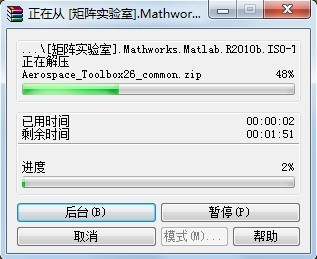 正在从 [矩阵实验室].Mathwor...
...\[矩阵实验室].Mathworks.Matlab.R2010b.ISO-T
正在解压
Aerospace_Toolbox26_common.zip 48%
已用时间 00:00:02
剩余时间 00:01:51
进度 2%
后台(B) 暂停(P)
取消 模式(M)... 帮助